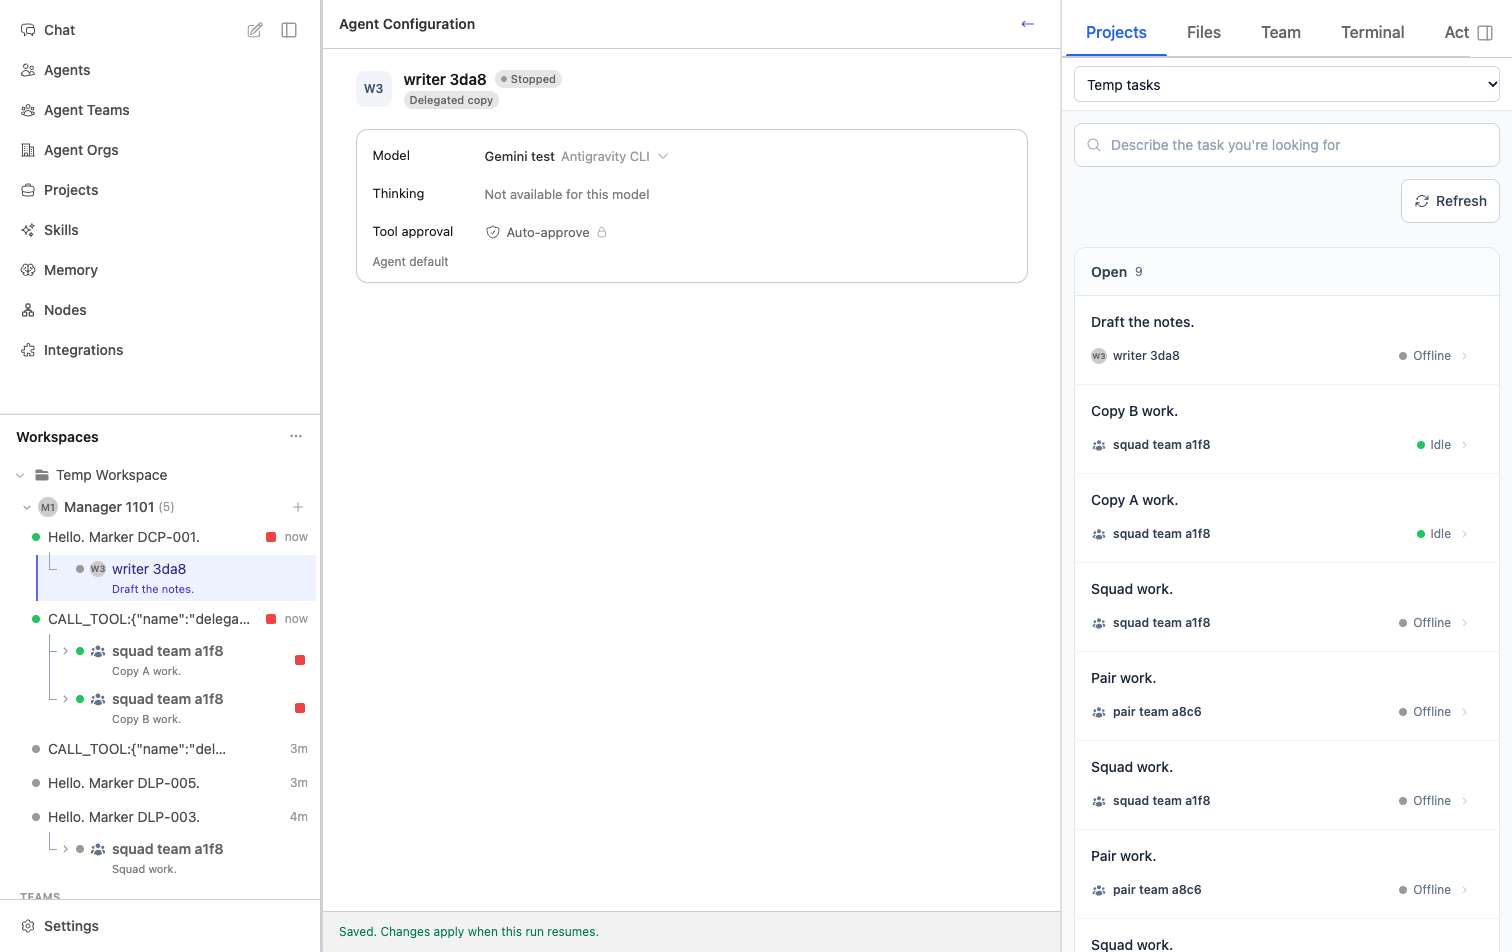 Chat
Agents
Agent Teams
Agent Orgs
Projects
Skills
Memory
Nodes
Integrations
Workspaces
Temp Workspace
M1 Manager 1101 (5)
Hello. Marker DCP-001. now
W3 writer 3da8
Draft the notes.
CALL_TOOL:{"name":"delega... now
squad team a1f8
Copy A work.
squad team a1f8
Copy B work.
CALL_TOOL:{"name":"del... 3m
Hello. Marker DLP-005. 3m
Hello. Marker DLP-003. 4m
squad team a1f8
Squad work.
TEAMS
Settings
Agent Configuration
W3 writer 3da8 Stopped
Delegated copy
Model Gemini test Antigravity CLI
Thinking Not available for this model
Tool approval Auto-approve
Agent default
Saved. Changes apply when this run resumes.
Projects Files Team Terminal Act
Temp tasks
Describe the task you're looking for
Refresh
Open 9
Draft the notes.
W3 writer 3da8 Offline
Copy B work.
squad team a1f8 Idle
Copy A work.
squad team a1f8 Idle
Squad work.
squad team a1f8 Offline
Pair work.
pair team a8c6 Offline
Squad work.
squad team a1f8 Offline
Pair work.
pair team a8c6 Offline
Squad work.